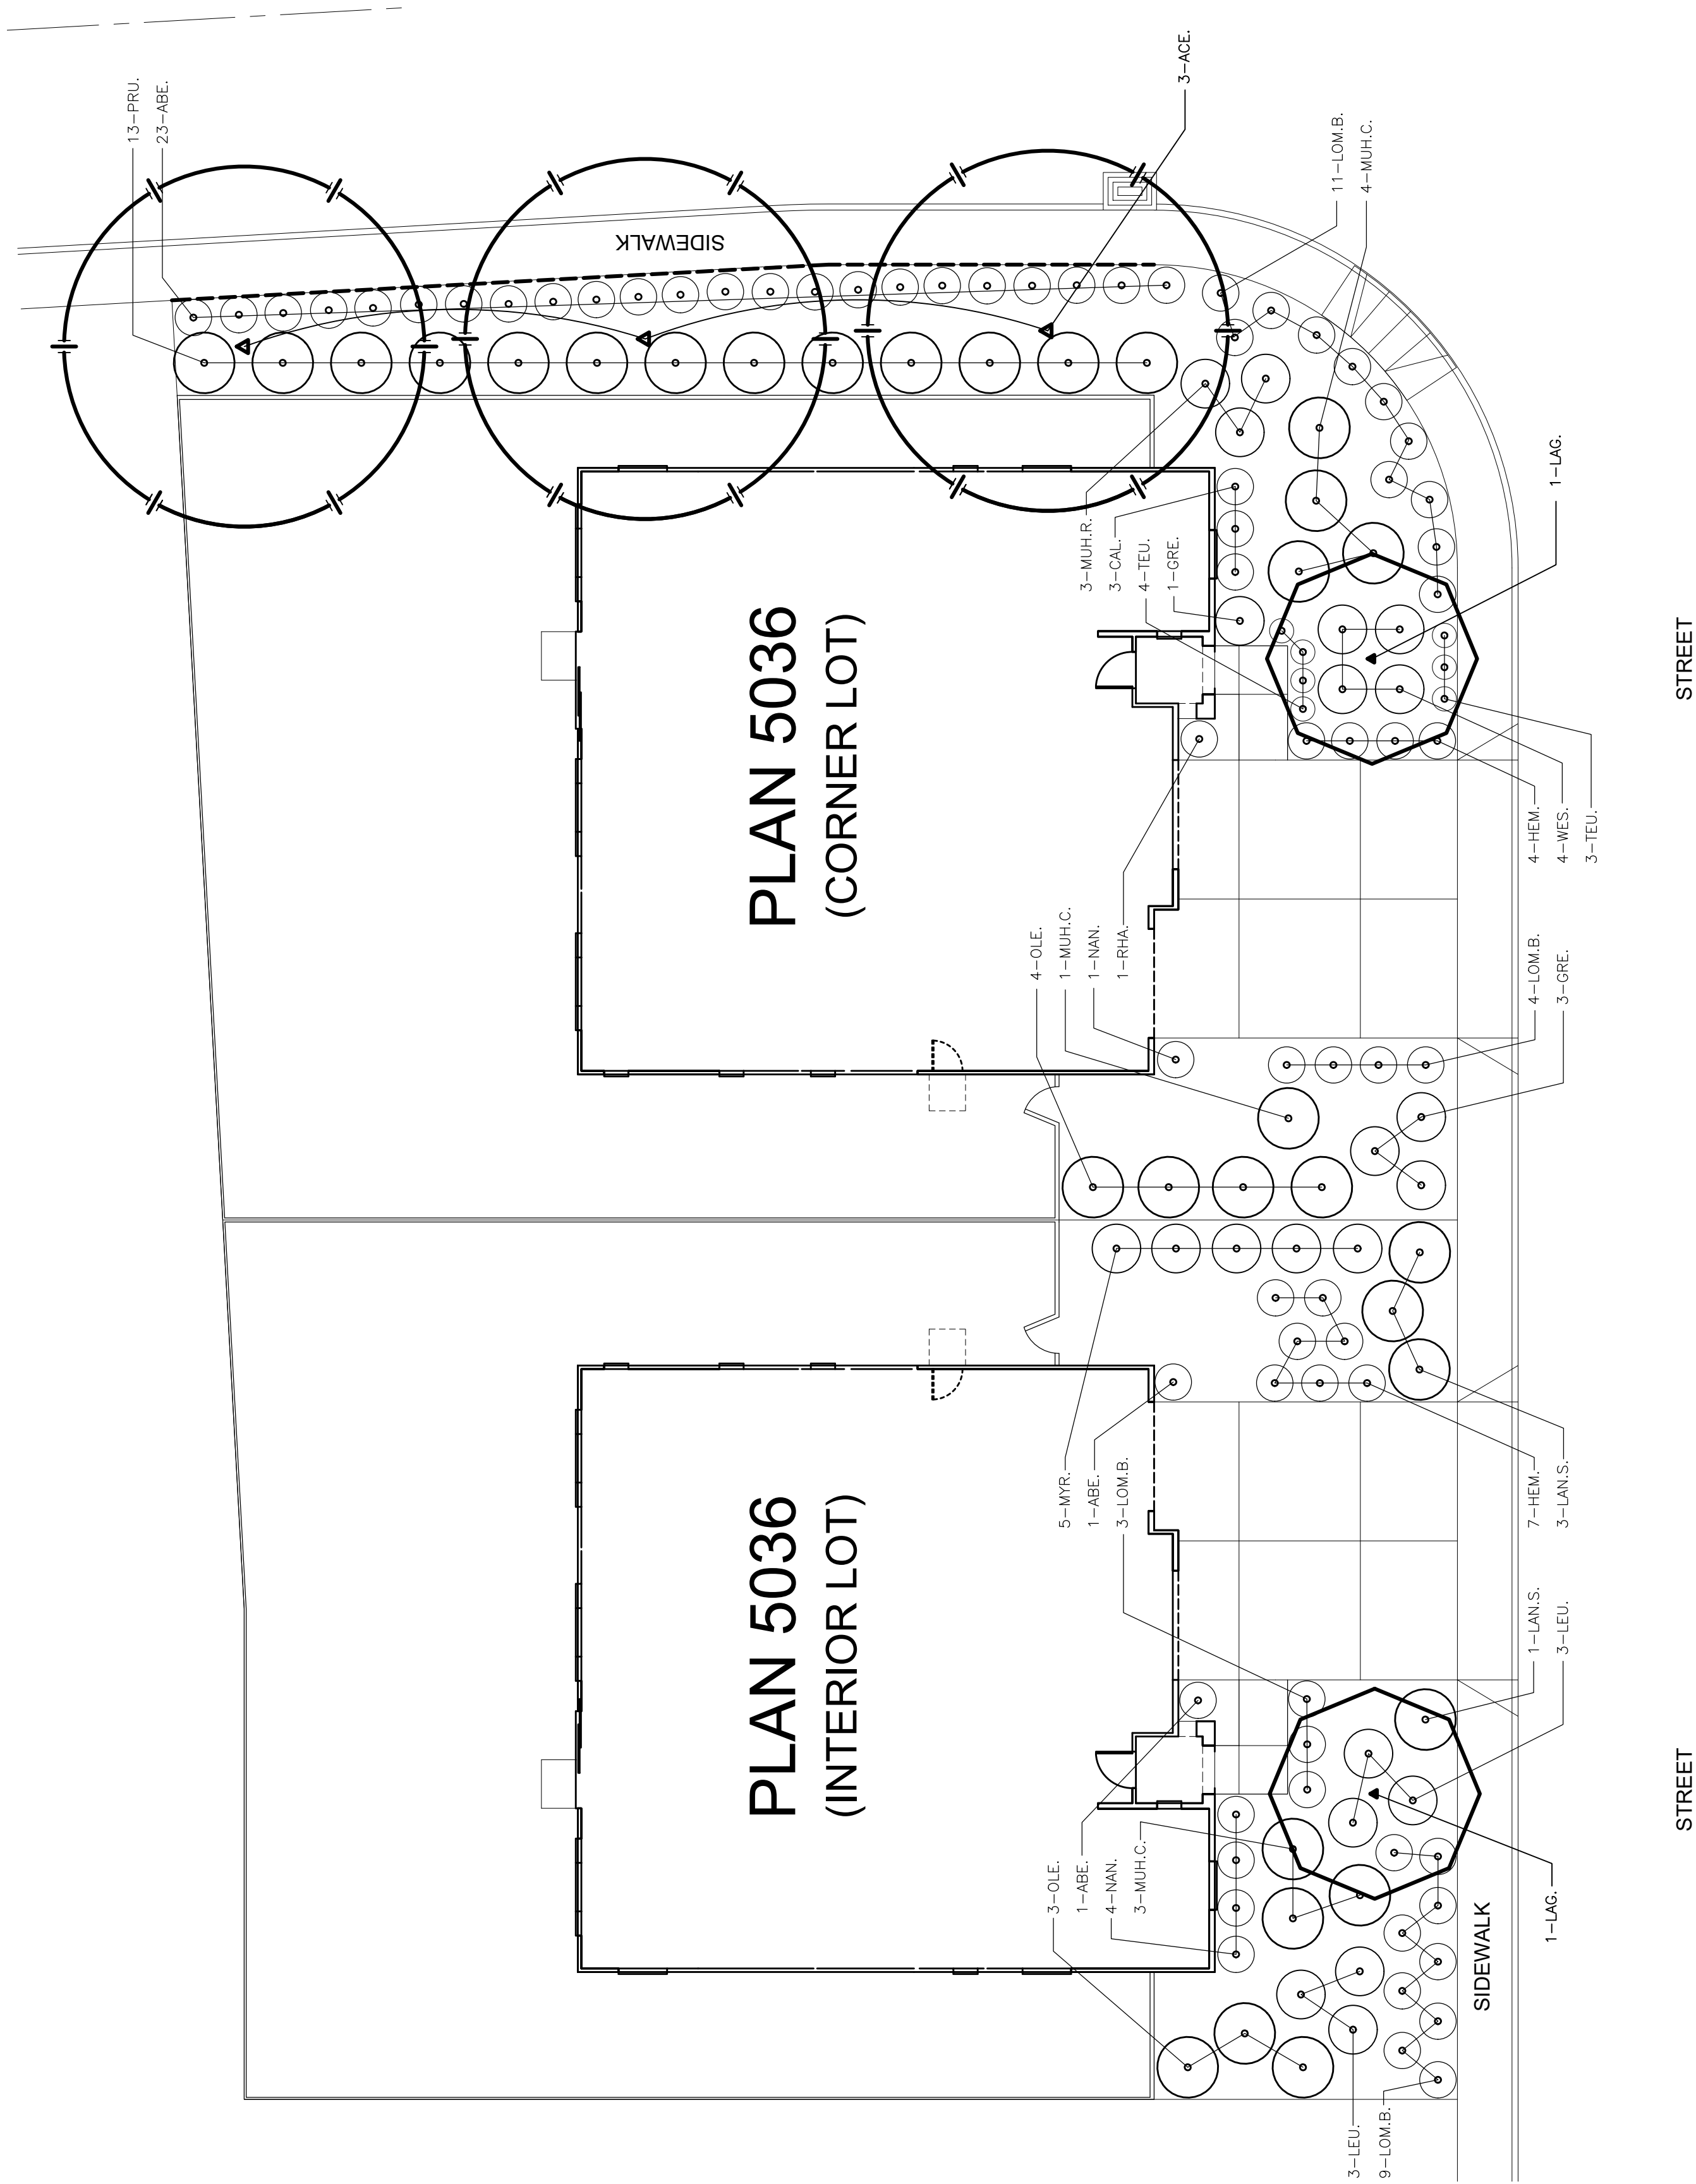 13-PRU.
23-ABE.
3-ACE.
SIDEWALK
11-LOM.B.
4-MUH.C.
1-LAG.
3-MUH.R.
3-CAL.
4-TEU.
1-GRE.
PLAN 5036
(CORNER LOT)
STREET
4-HEM.
4-WES.
3-TEU.
4-OLE.
1-MUH.C.
1-NAN.
1-RHA.
4-LOM.B.
3-GRE.
5-MYR.
1-ABE.
3-LOM.B.
7-HEM.
3-LAN.S.
PLAN 5036
(INTERIOR LOT)
1-LAN.S.
3-LEU.
STREET
3-OLE.
1-ABE.
4-NAN.
3-MUH.C.
1-LAG.
SIDEWALK
3-LEU.
9-LOM.B.